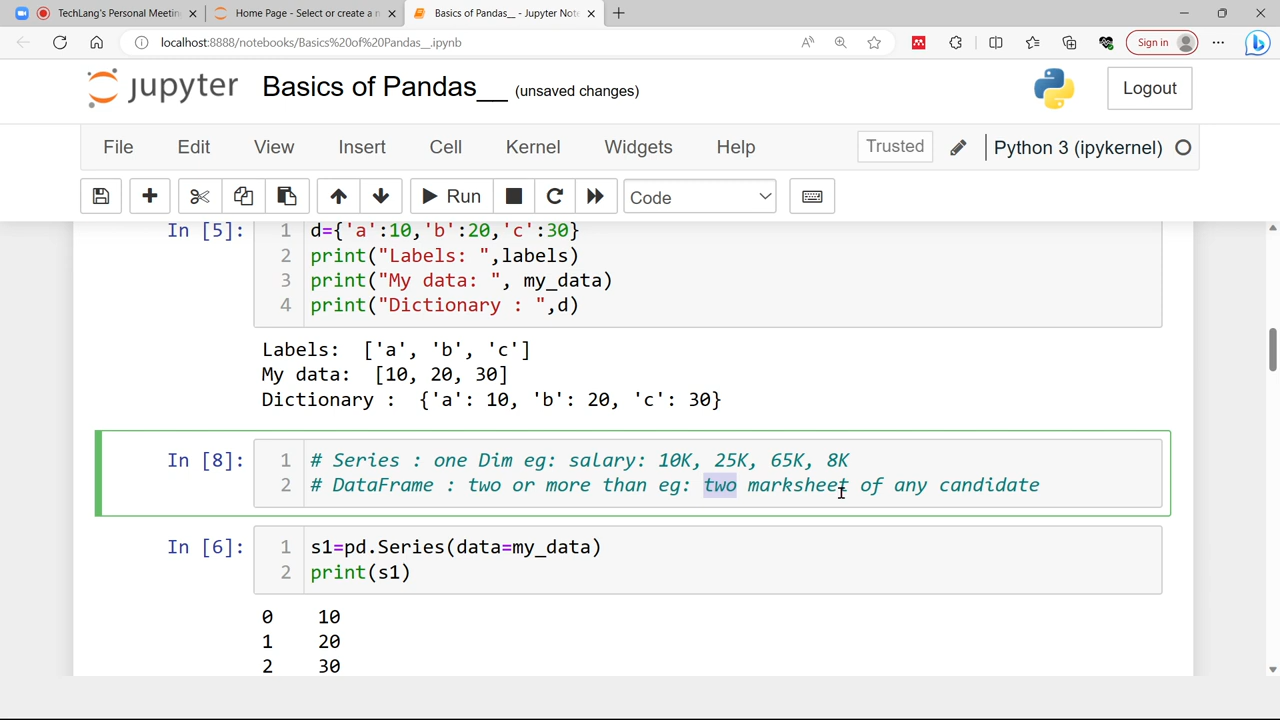 TechLang's Personal Meetin
Home Page - Select or create a n
Basics of Pandas__ - Jupyter Note
localhost:8888/notebooks/Basics%20of%20Pandas__.ipynb
Sign in
jupyter Basics of Pandas__ (unsaved changes)
Logout
File Edit View Insert Cell Kernel Widgets Help
Trusted
Python 3 (ipykernel)
Run
Code
In [5]: 1 d={'a':10,'b':20,'c':30}
2 print("Labels: ",labels)
3 print("My data: ", my_data)
4 print("Dictionary : ",d)
Labels:  ['a', 'b', 'c']
My data:  [10, 20, 30]
Dictionary :  {'a': 10, 'b': 20, 'c': 30}
In [8]: 1 # Series : one Dim eg: salary: 10K, 25K, 65K, 8K
2 # DataFrame : two or more than eg: two marksheet of any candidate
In [6]: 1 s1=pd.Series(data=my_data)
2 print(s1)
0    10
1    20
2    30